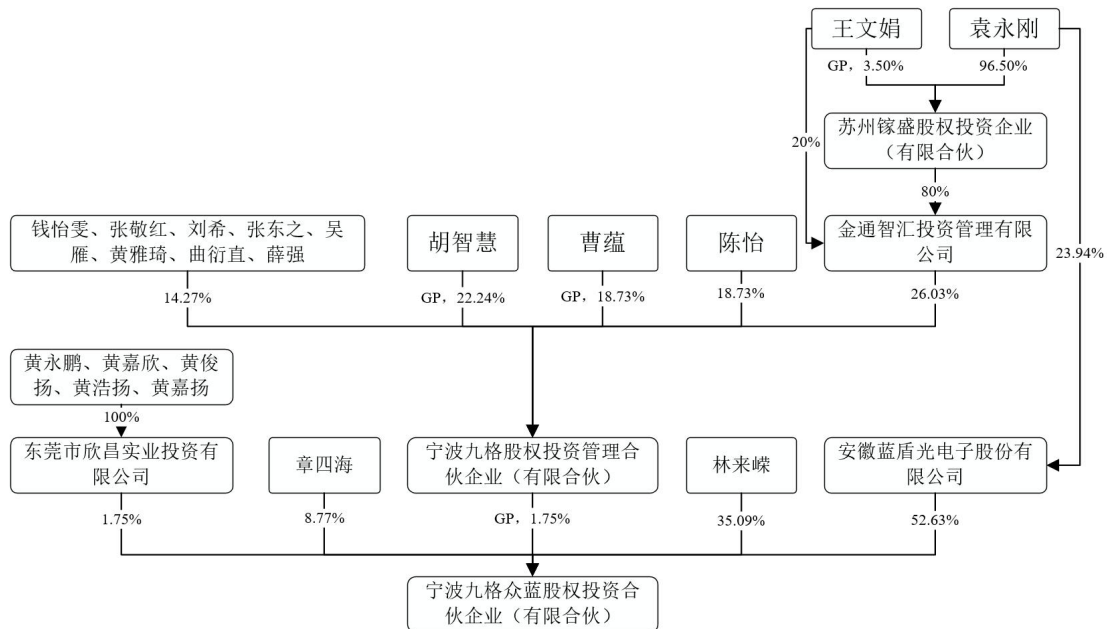 王文娟
袁永刚
GP，3.50%
96.50%
苏州镓盛股权投资企业
（有限合伙）
20%
80%
钱怡雯、张敬红、刘希、张东之、吴
雁、黄雅琦、曲衍直、薛强
胡智慧
曹蕴
陈怡
金通智汇投资管理有限
公司
23.94%
14.27%
GP，22.24%
GP，18.73%
18.73%
26.03%
黄永鹏、黄嘉欣、黄俊
扬、黄浩扬、黄嘉扬
100%
东莞市欣昌实业投资有
限公司
章四海
宁波九格股权投资管理合
伙企业（有限合伙）
林来嵘
安徽蓝盾光电子股份有
限公司
1.75%
8.77%
GP，1.75%
35.09%
52.63%
宁波九格众蓝股权投资合
伙企业（有限合伙）